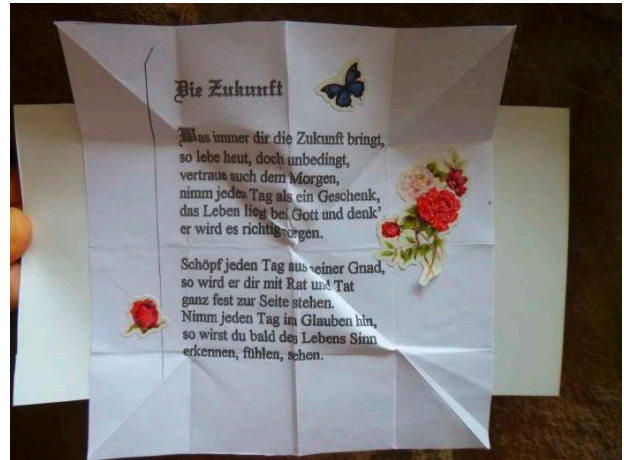 Die Zukunft
Was immer dir die Zukunft bringt,
so lebe heut, doch unbedingt,
vertraue auch dem Morgen,
nimm jeden Tag als ein Geschenk,
das Leben liegt bei Gott und denk'
er wird es richtig sorgen.
Schöpf jeden Tag aus seiner Gnad,
so wird er dir mit Rat und Tat
ganz fest zur Seite stehen.
Nimm jeden Tag im Glauben hin,
so wirst du bald des Lebens Sinn
erkennen, fühlen, sehen.